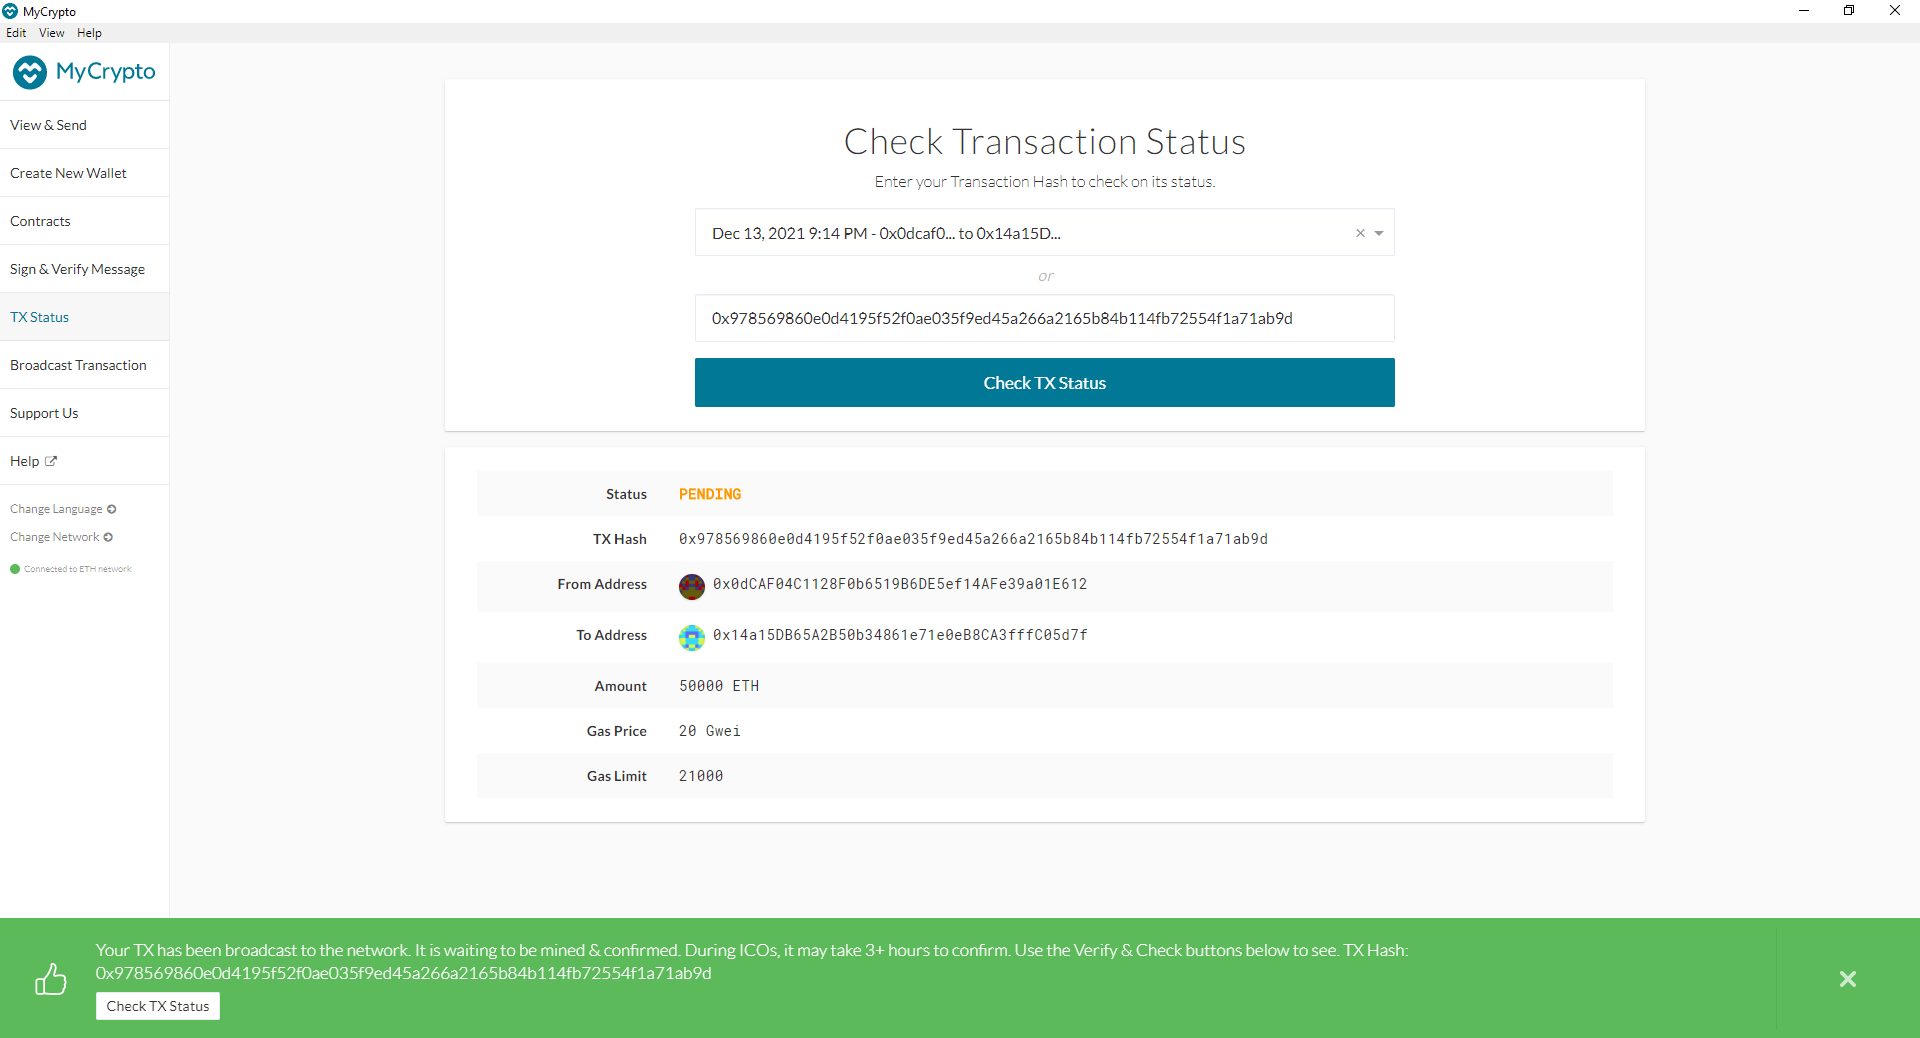 MyCrypto
Edit View Help
MyCrypto
View & Send
Create New Wallet
Contracts
Sign & Verify Message
TX Status
Broadcast Transaction
Support Us
Help
Change Language
Change Network
Connected to ETH network
Check Transaction Status
Enter your Transaction Hash to check on its status.
Dec 13, 2021 9:14 PM - 0x0dcaf0... to 0x14a15D...
or
0x978569860e0d4195f52f0ae035f9ed45a266a2165b84b114fb72554f1a71ab9d
Check TX Status
Status PENDING
TX Hash 0x978569860e0d4195f52f0ae035f9ed45a266a2165b84b114fb72554f1a71ab9d
From Address 0x0dCAF04C1128F0b6519B6DE5ef14AFe39a01E612
To Address 0x14a15DB65A2B50b34861e71e0eB8CA3fffC05d7f
Amount 50000 ETH
Gas Price 20 Gwei
Gas Limit 21000
Your TX has been broadcast to the network. It is waiting to be mined & confirmed. During ICOs, it may take 3+ hours to confirm. Use the Verify & Check buttons below to see. TX Hash:
0x978569860e0d4195f52f0ae035f9ed45a266a2165b84b114fb72554f1a71ab9d
Check TX Status